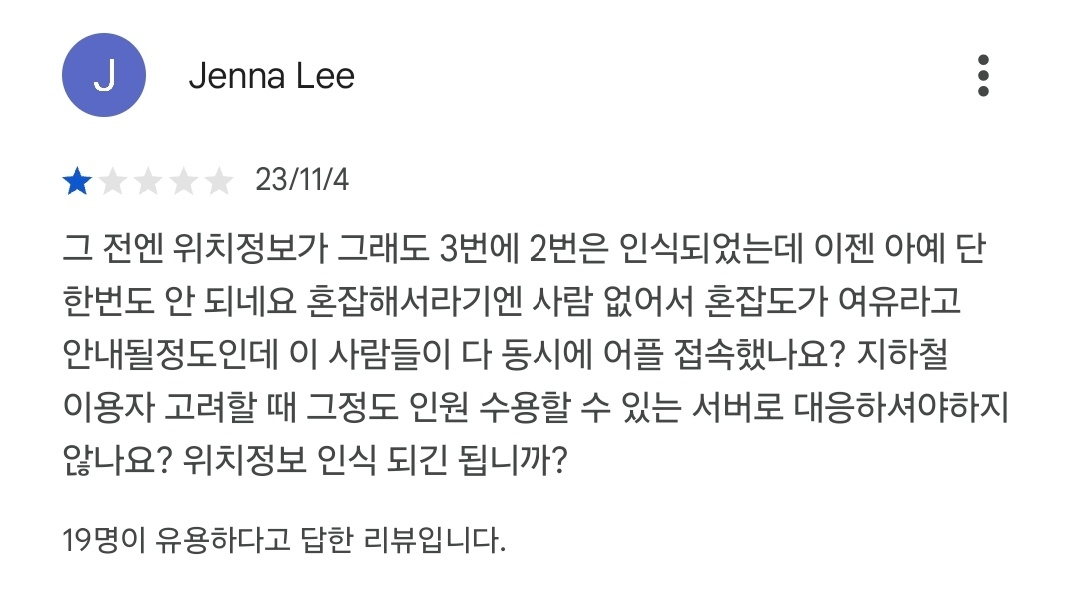 J
Jenna Lee
23/11/4
그 전엔 위치정보가 그래도 3번에 2번은 인식되었는데 이젠 아예 단
한번도 안 되네요 혼잡해서라기엔 사람 없어서 혼잡도가 여유라고
안내될정도인데 이 사람들이 다 동시에 어플 접속했나요? 지하철
이용자 고려할 때 그정도 인원 수용할 수 있는 서버로 대응하셔야하지
않나요? 위치정보 인식 되긴 됩니까?
19명이 유용하다고 답한 리뷰입니다.